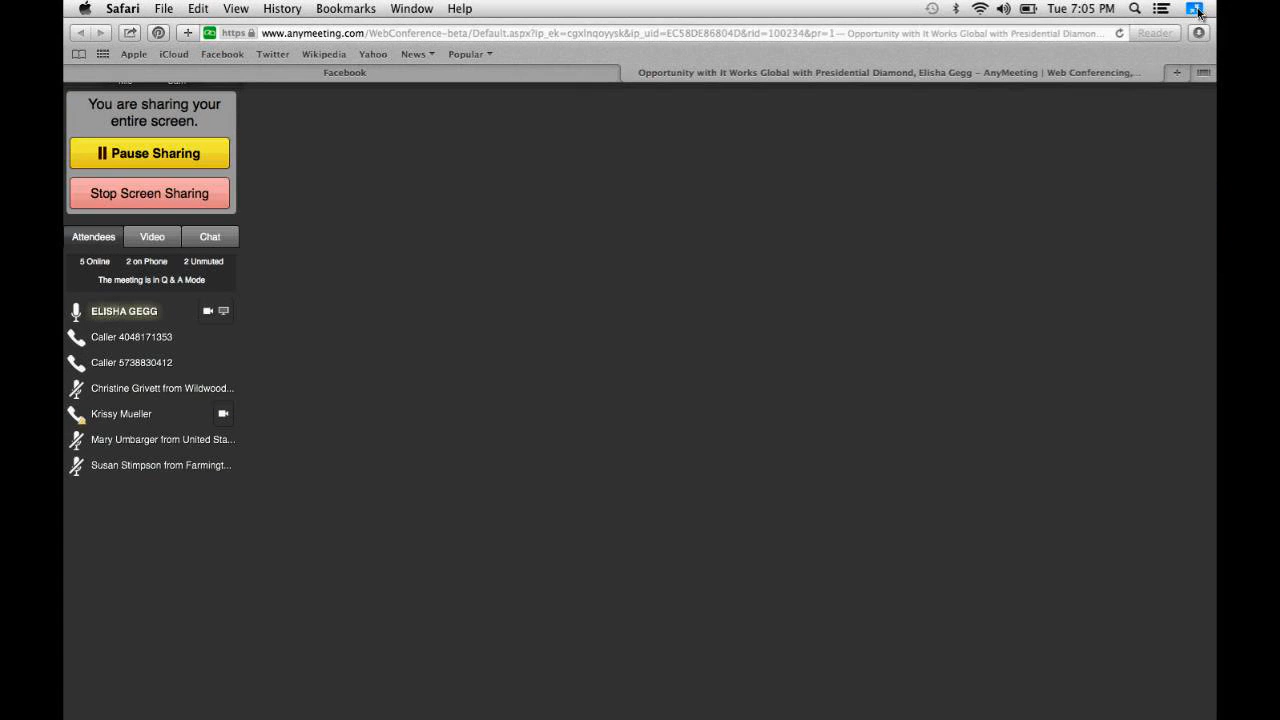 Safari File Edit View History Bookmarks Window Help Tue 7:05 PM
https www.anymeeting.com/WebConference-beta/Default.aspx?ip_ek=cgxlnqoyysk&ip_uid=EC58DE86804D&rid=100234&pr=1 — Opportunity with It Works Global with Presidential Diamon... Reader
Apple iCloud Facebook Twitter Wikipedia Yahoo News Popular
Facebook Opportunity with It Works Global with Presidential Diamond, Elisha Gegg – AnyMeeting | Web Conferencing,...
You are sharing your
entire screen.
Pause Sharing
Stop Screen Sharing
Attendees Video Chat
5 Online 2 on Phone 2 Unmuted
The meeting is in Q & A Mode
ELISHA GEGG
Caller 4048171353
Caller 5738830412
Christine Grivett from Wildwood...
Krissy Mueller
Mary Umbarger from United Sta...
Susan Stimpson from Farmingt...